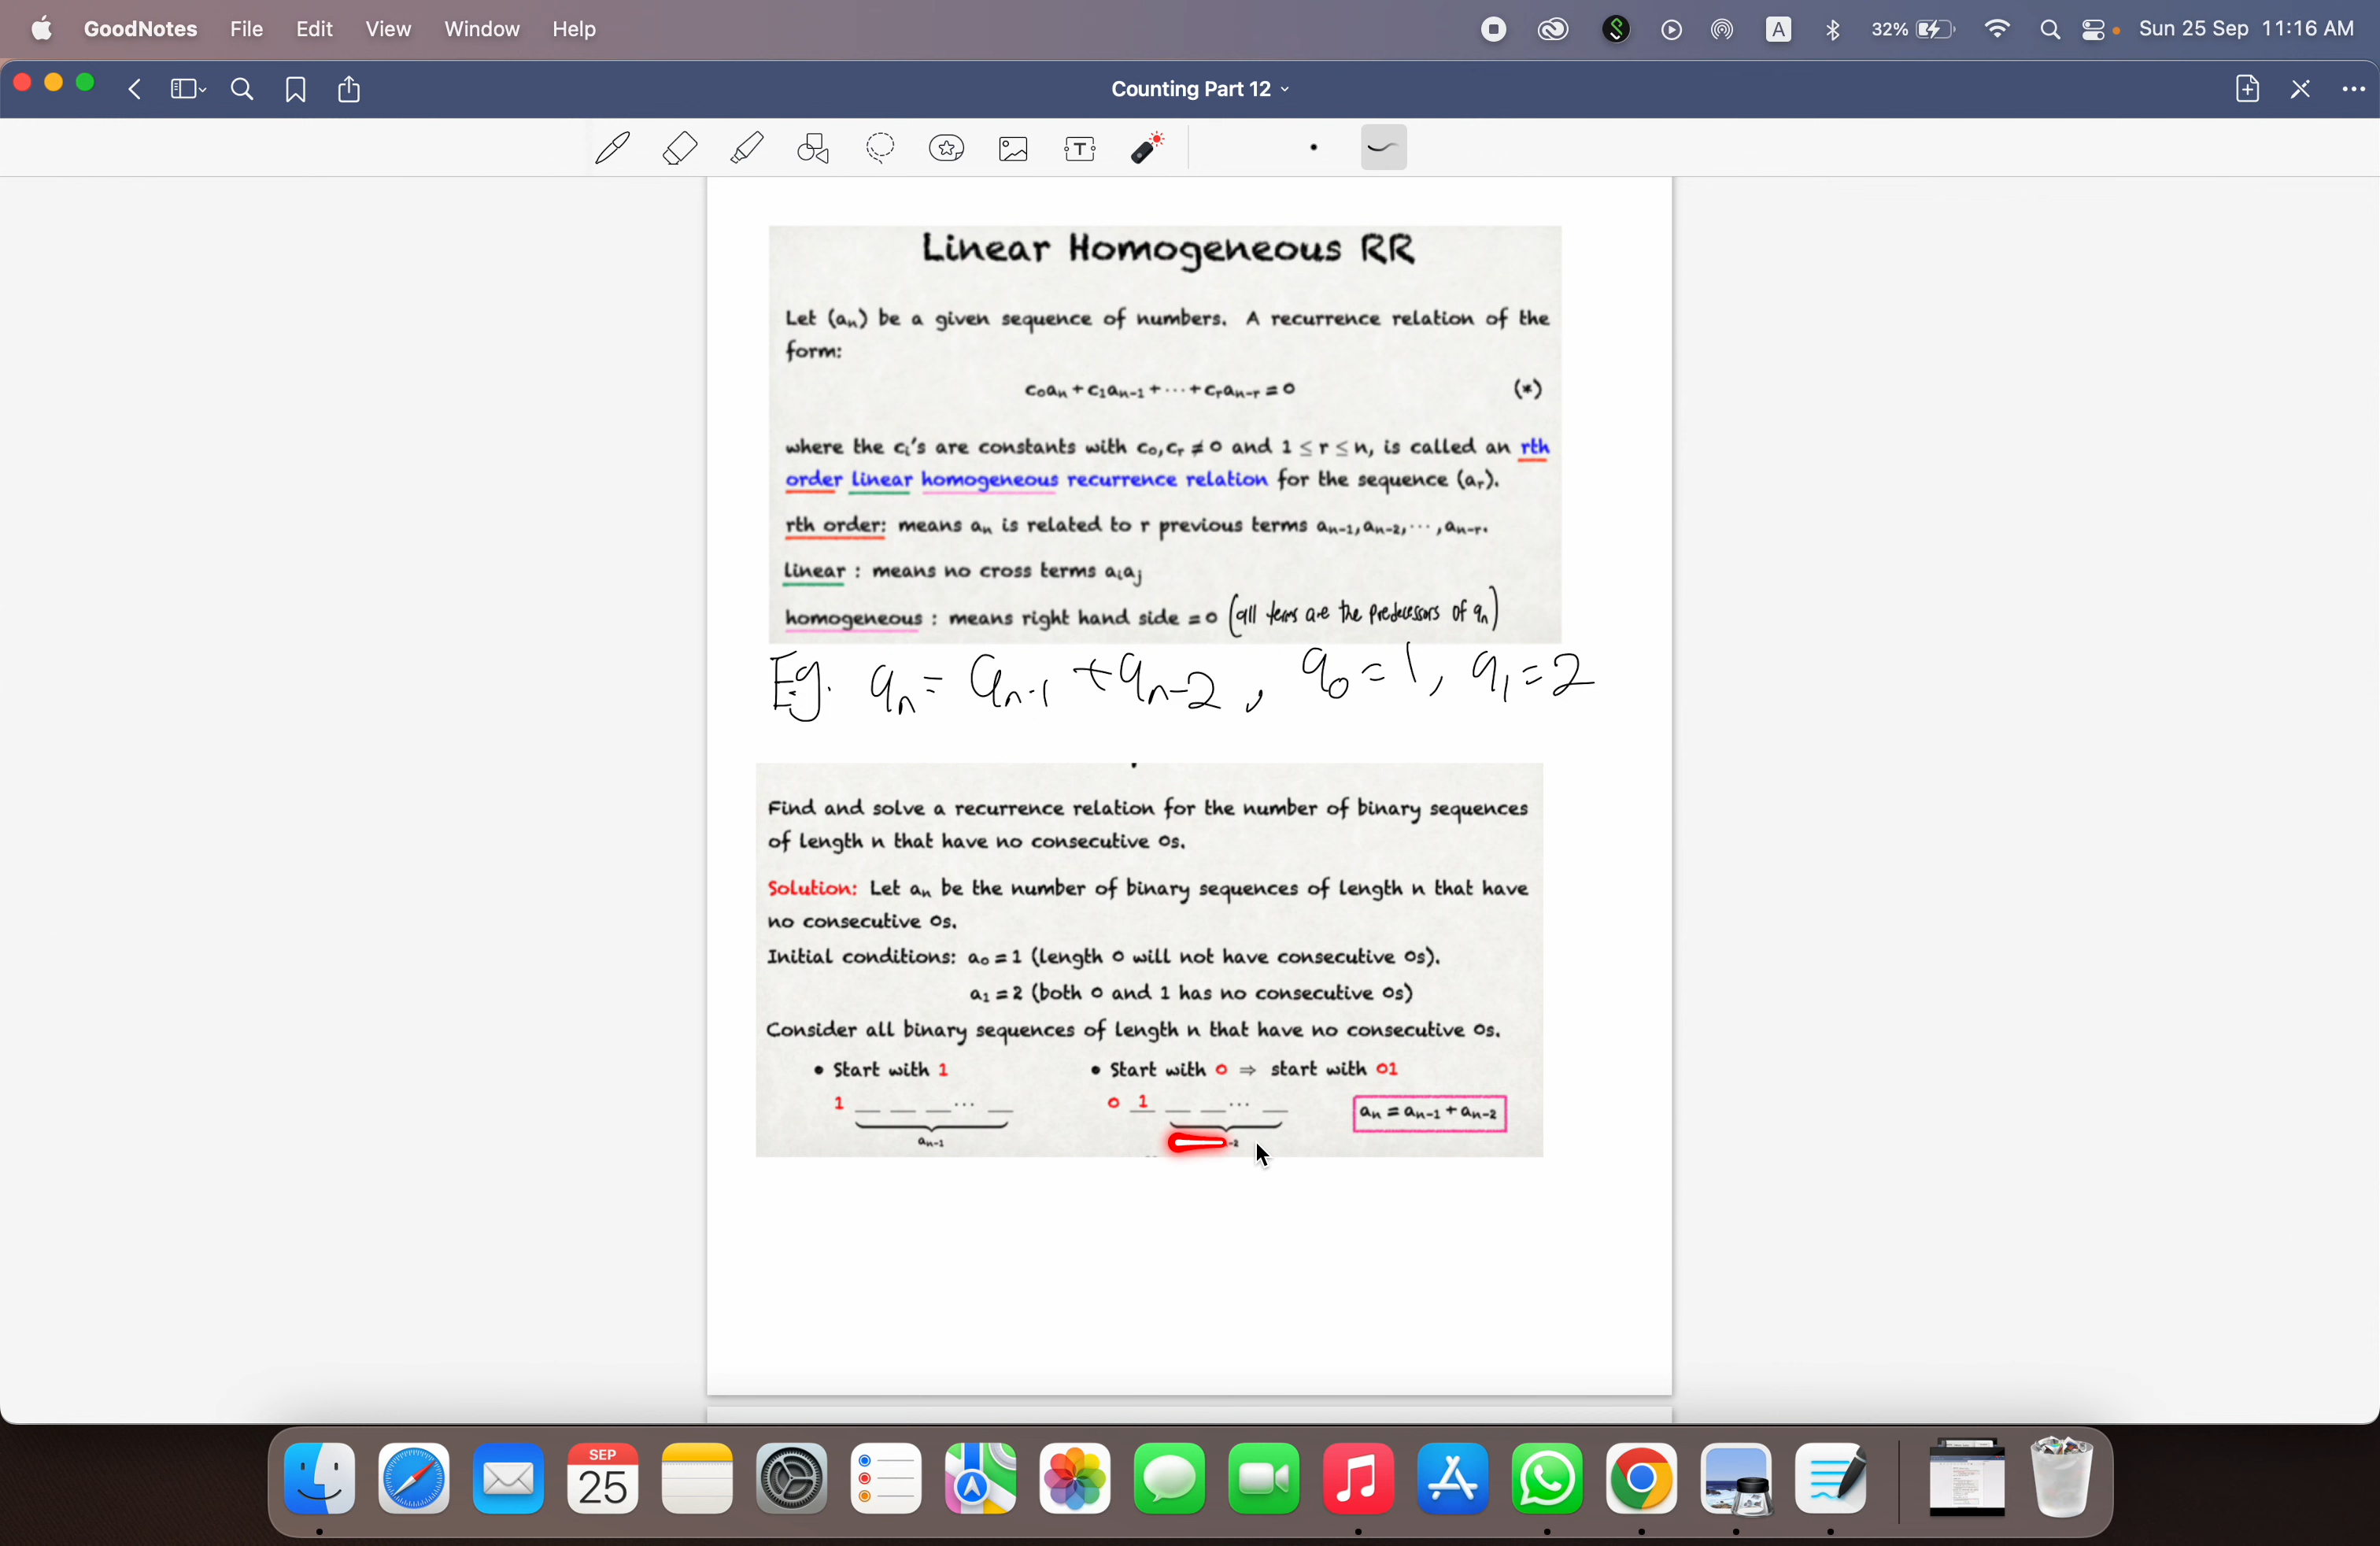 GoodNotes File Edit View Window Help A 32% Sun 25 Sep 11:16 AM
Counting Part 12
T
Linear Homogeneous RR
Let (aₙ) be a given sequence of numbers. A recurrence relation of the
form:
c₀aₙ + c₁aₙ₋₁ + ··· + cᵣaₙ₋ᵣ = 0 (*)
where the cᵢ's are constants with c₀, cᵣ ≠ 0 and 1 ≤ r ≤ n, is called an rth
order linear homogeneous recurrence relation for the sequence (aᵣ).
rth order: means aₙ is related to r previous terms aₙ₋₁, aₙ₋₂, ··· , aₙ₋ᵣ.
linear : means no cross terms aᵢaⱼ
homogeneous : means right hand side = 0 (all terms are the predecessors of aₙ)
Eg. aₙ = aₙ₋₁ + aₙ₋₂ , a₀ = 1, a₁ = 2
Find and solve a recurrence relation for the number of binary sequences
of length n that have no consecutive 0s.
Solution: Let aₙ be the number of binary sequences of length n that have
no consecutive 0s.
Initial conditions: a₀ = 1 (length 0 will not have consecutive 0s).
a₁ = 2 (both 0 and 1 has no consecutive 0s)
Consider all binary sequences of length n that have no consecutive 0s.
• Start with 1 • Start with 0 ⇒ start with 01
1 __ __ __ ··· __ 0 1 __ __ ··· __ aₙ = aₙ₋₁ + aₙ₋₂
aₙ₋₁ ₋₂
SEP
25